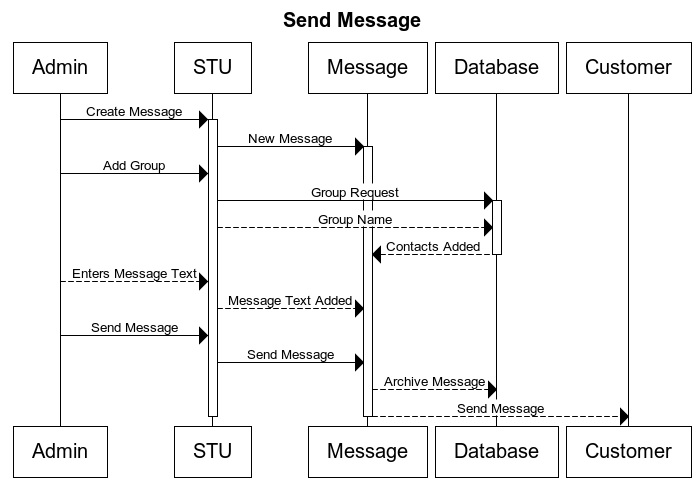 Send Message
Admin STU Message Database Customer
Create Message
New Message
Add Group
Group Request
Group Name
Contacts Added
Enters Message Text
Message Text Added
Send Message
Send Message
Archive Message
Send Message
Admin STU Message Database Customer